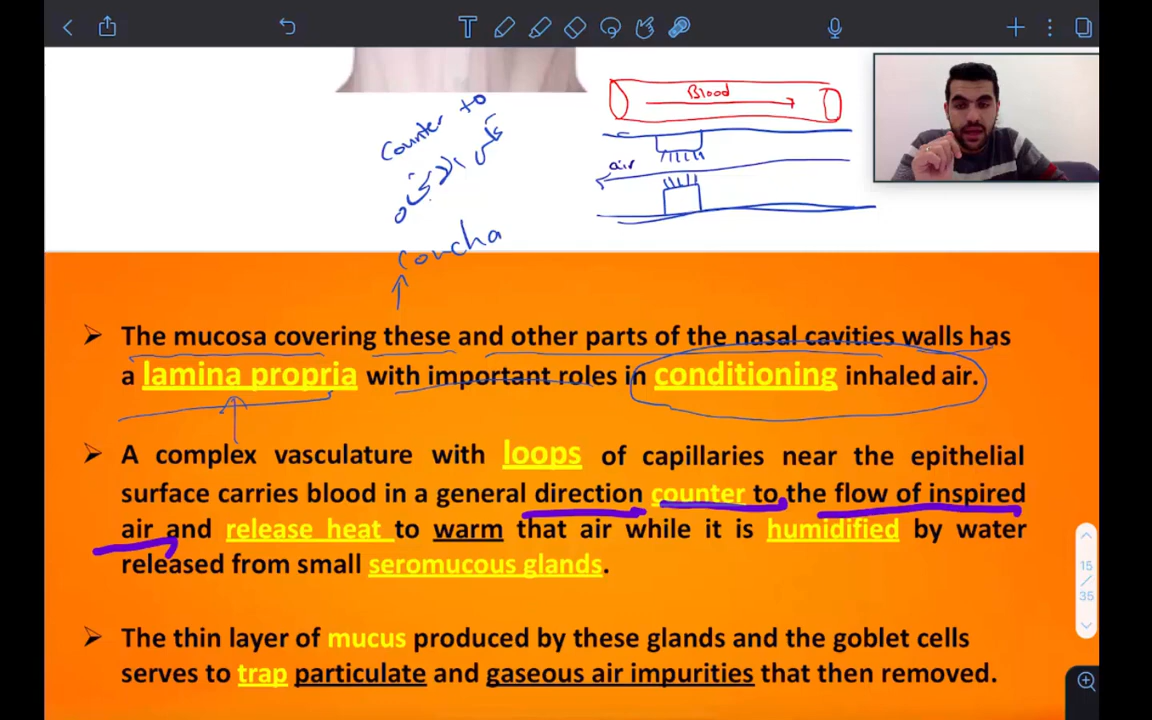 Blood
Counter to
عكس الاتجاه
air
concha
➢ The mucosa covering these and other parts of the nasal cavities walls has
a lamina propria with important roles in conditioning inhaled air.
➢ A complex vasculature with loops of capillaries near the epithelial
surface carries blood in a general direction counter to the flow of inspired
air and release heat to warm that air while it is humidified by water
released from small seromucous glands.
15
/
35
➢ The thin layer of mucus produced by these glands and the goblet cells
serves to trap particulate and gaseous air impurities that then removed.